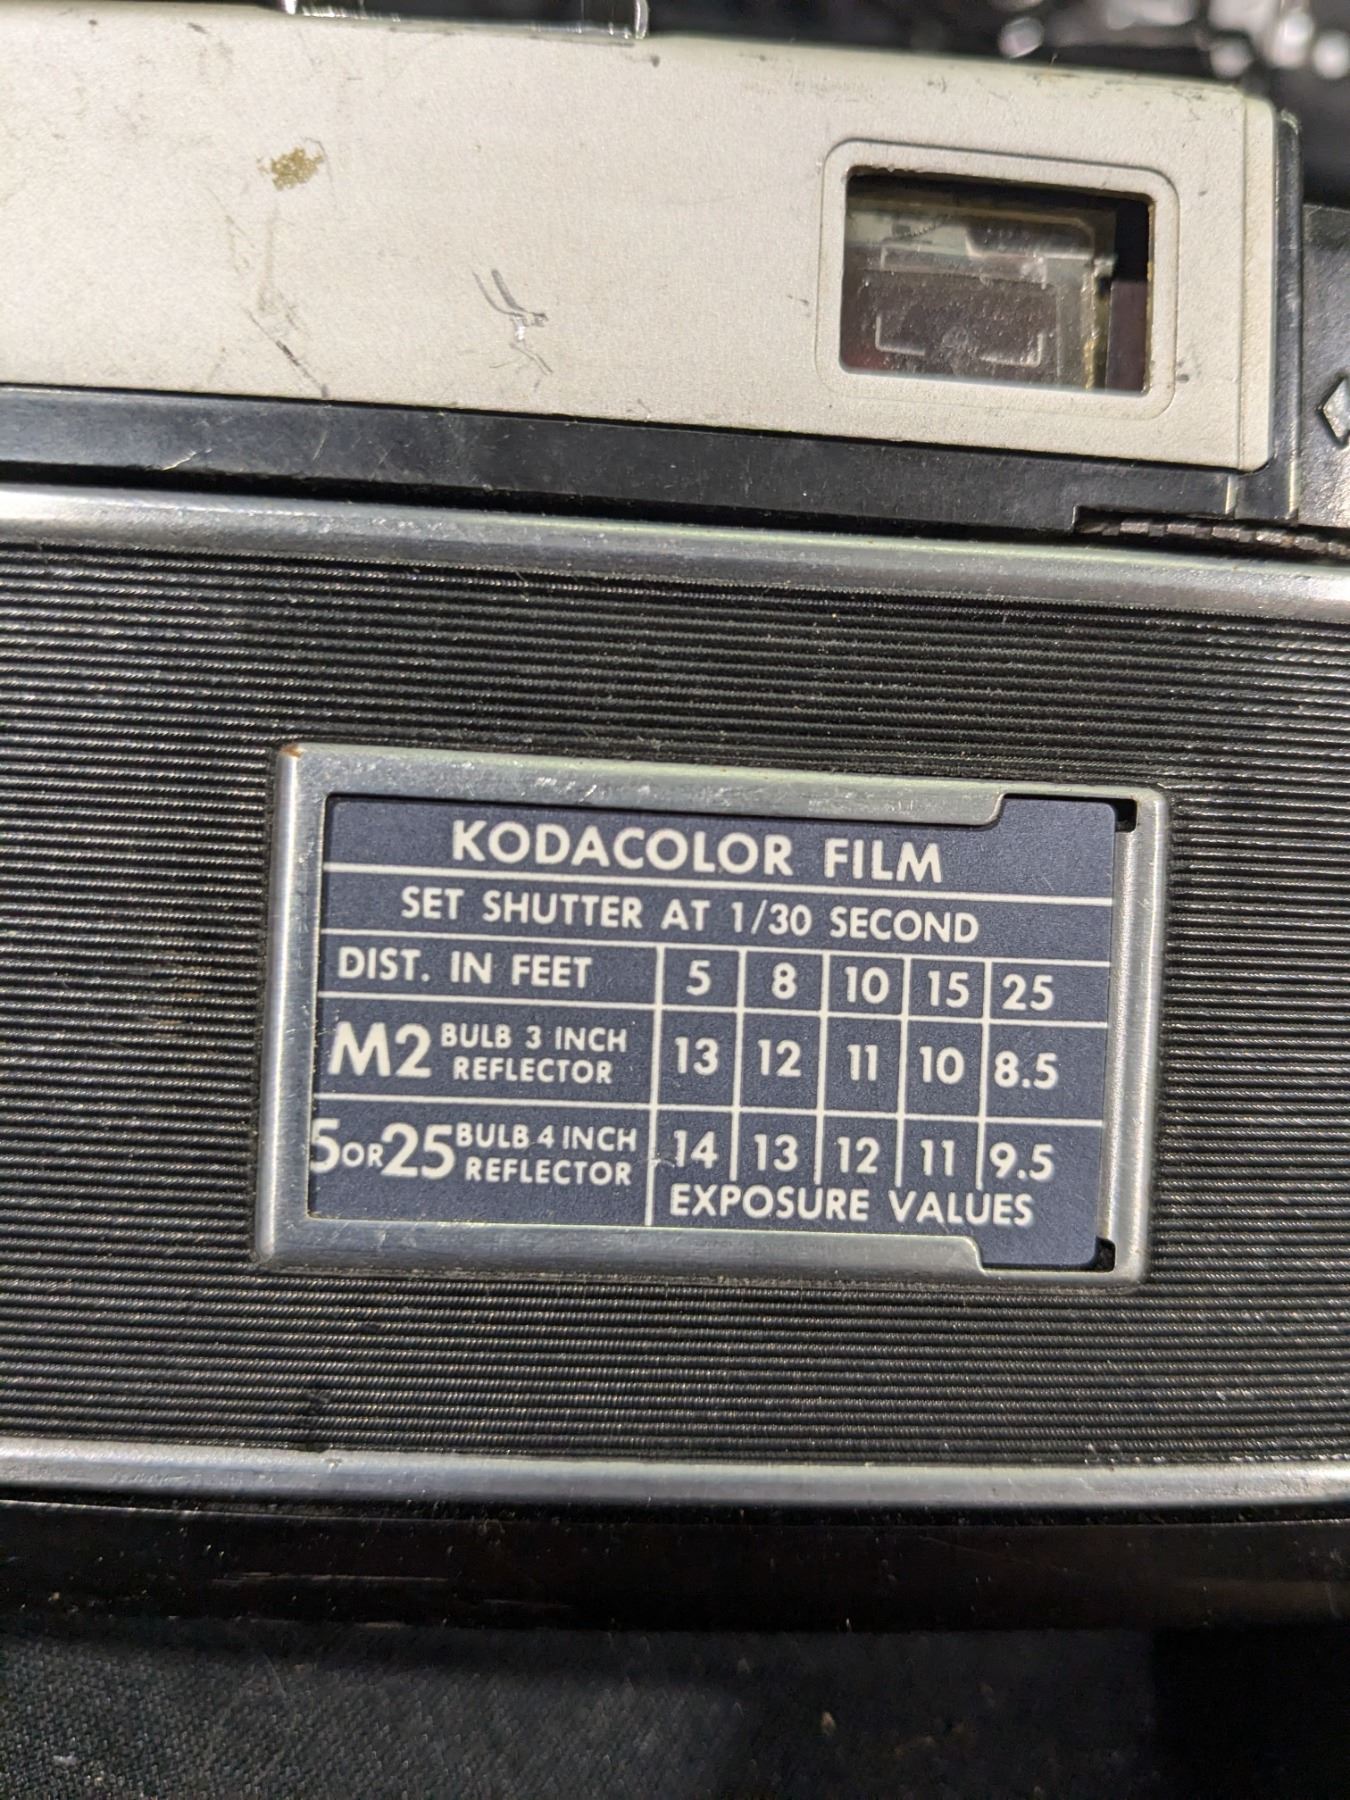 KODACOLOR FILM
SET SHUTTER AT 1/30 SECOND
DIST. IN FEET 5 8 10 15 25
M2 BULB 3 INCH REFLECTOR 13 12 11 10 8.5
5 OR 25 BULB 4 INCH REFLECTOR 14 13 12 11 9.5
EXPOSURE VALUES